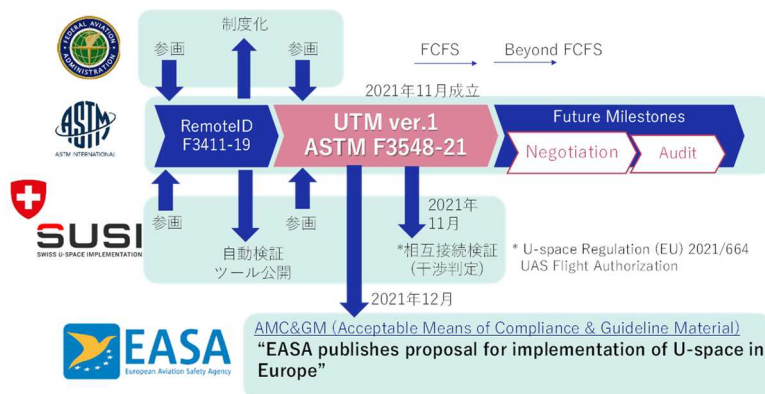 FEDERAL AVIATION
ADMINISTRATION
制度化
参画
参画
FCFS
Beyond FCFS
2021年11月成立
ASTM
ASTM INTERNATIONAL
RemoteID
F3411-19
UTM ver.1
ASTM F3548-21
Future Milestones
Negotiation
Audit
参画
参画
SUSI
SWISS U-SPACE IMPLEMENTATION
自動検証
ツール公開
2021年
11月
*相互接続検証
(干渉判定)
* U-space Regulation (EU) 2021/664
UAS Flight Authorization
2021年12月
EASA
European Aviation Safety Agency
AMC&GM (Acceptable Means of Compliance & Guideline Material)
“EASA publishes proposal for implementation of U-space in
Europe”